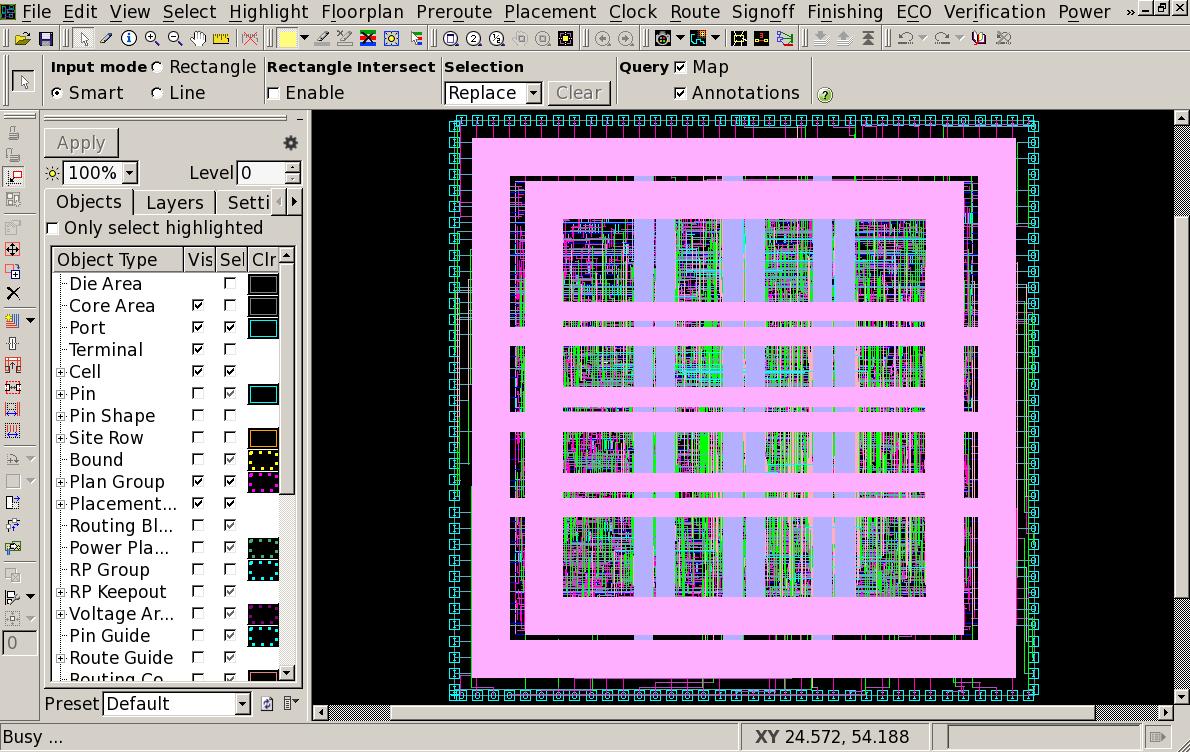 File Edit View Select Highlight Floorplan Preroute Placement Clock Route Signoff Finishing ECO Verification Power »
Input mode Rectangle Rectangle Intersect Selection Query Map
Smart Line Enable Replace Clear Annotations
Apply
100% Level 0
Objects Layers Setti
Only select highlighted
Object Type Vis Sel Clr
Die Area
Core Area
Port
Terminal
Cell
Pin
Pin Shape
Site Row
Bound
Plan Group
Placement...
Routing Bl...
Power Pla...
RP Group
RP Keepout
Voltage Ar...
Pin Guide
Route Guide
Routing Co
0
Preset Default
Busy ... XY 24.572, 54.188